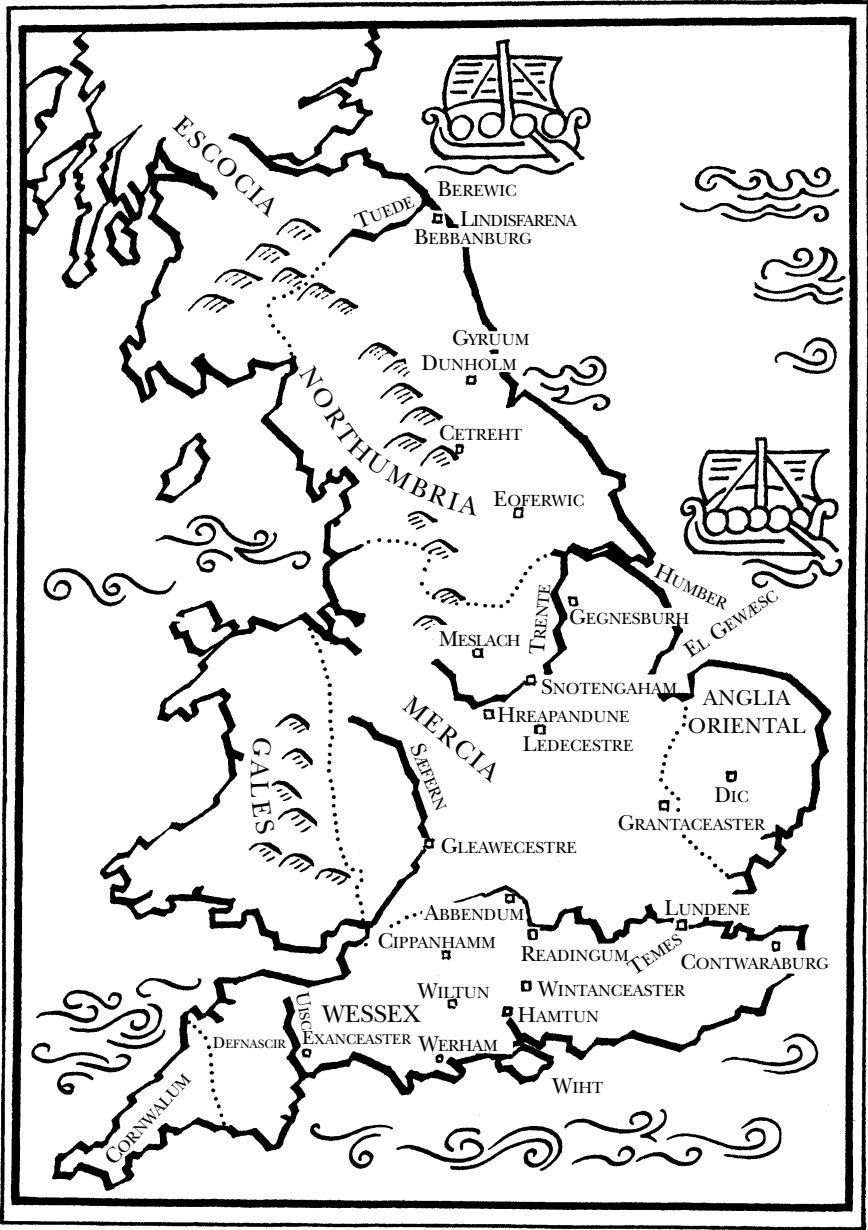 ESCOCIA
BEREWIC
TUEDE
LINDISFARENA
BEBBANBURG
GYRUUM
DUNHOLM
NORTHUMBRIA
CETREHT
EOFERWIC
HUMBER
EL GEWÆSC
TRENTE
GEGNESBURH
MESLACH
SNOTENGAHAM
ANGLIA
ORIENTAL
MERCIA
HREAPANDUNE
LEDECESTRE
GALES
SÆFERN
DIC
GRANTACEASTER
GLEAWECESTRE
ABBENDUM
LUNDENE
CIPPANHAMM
READINGUM
TEMES
CONTWARABURG
WILTUN
WINTANCEASTER
UISC
WESSEX
HAMTUN
DEFNASCIR
EXANCEASTER
WERHAM
WIHT
CORNWALUM